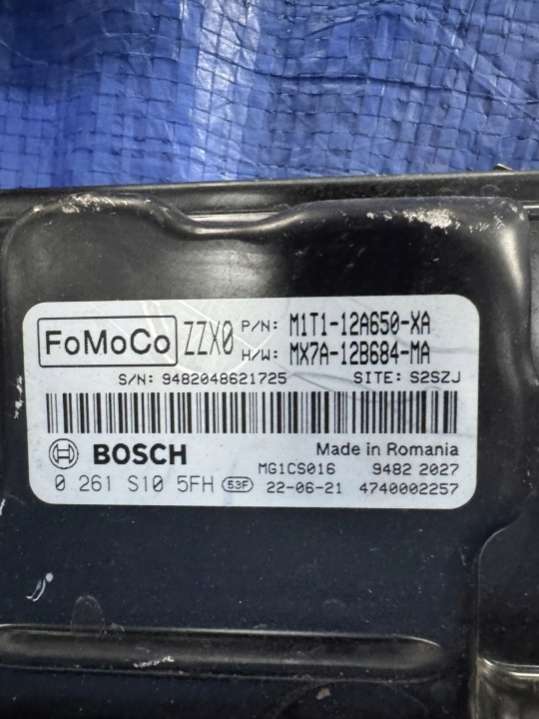 FoMoCo ZZX0 P/N: M1T1-12A650-XA
H/W: MX7A-12B684-MA
S/N: 9482048621725 SITE: S2SZJ
BOSCH Made in Romania
MG1CS016 9482 2027
0 261 S10 5FH 53F 22-06-21 4740002257